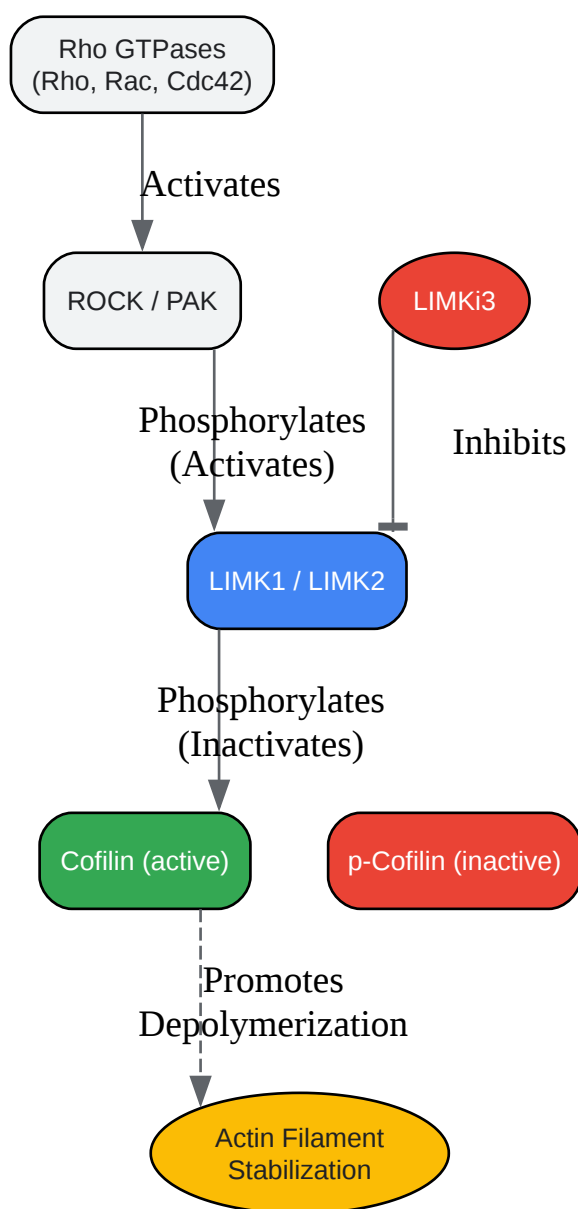 Rho GTPases
(Rho, Rac, Cdc42)
Activates
ROCK / PAK
LIMKi3
Phosphorylates
(Activates)
Inhibits
LIMK1 / LIMK2
Phosphorylates
(Inactivates)
Cofilin (active)
p-Cofilin (inactive)
Promotes
Depolymerization
Actin Filament
Stabilization